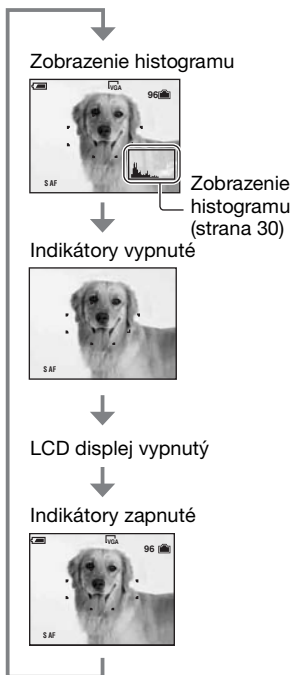 Zobrazenie histogramu
VGA
96
S AF
Zobrazenie
histogramu
(strana 30)
Indikátory vypnuté
S AF
LCD displej vypnutý
Indikátory zapnuté
VGA
96
S AF